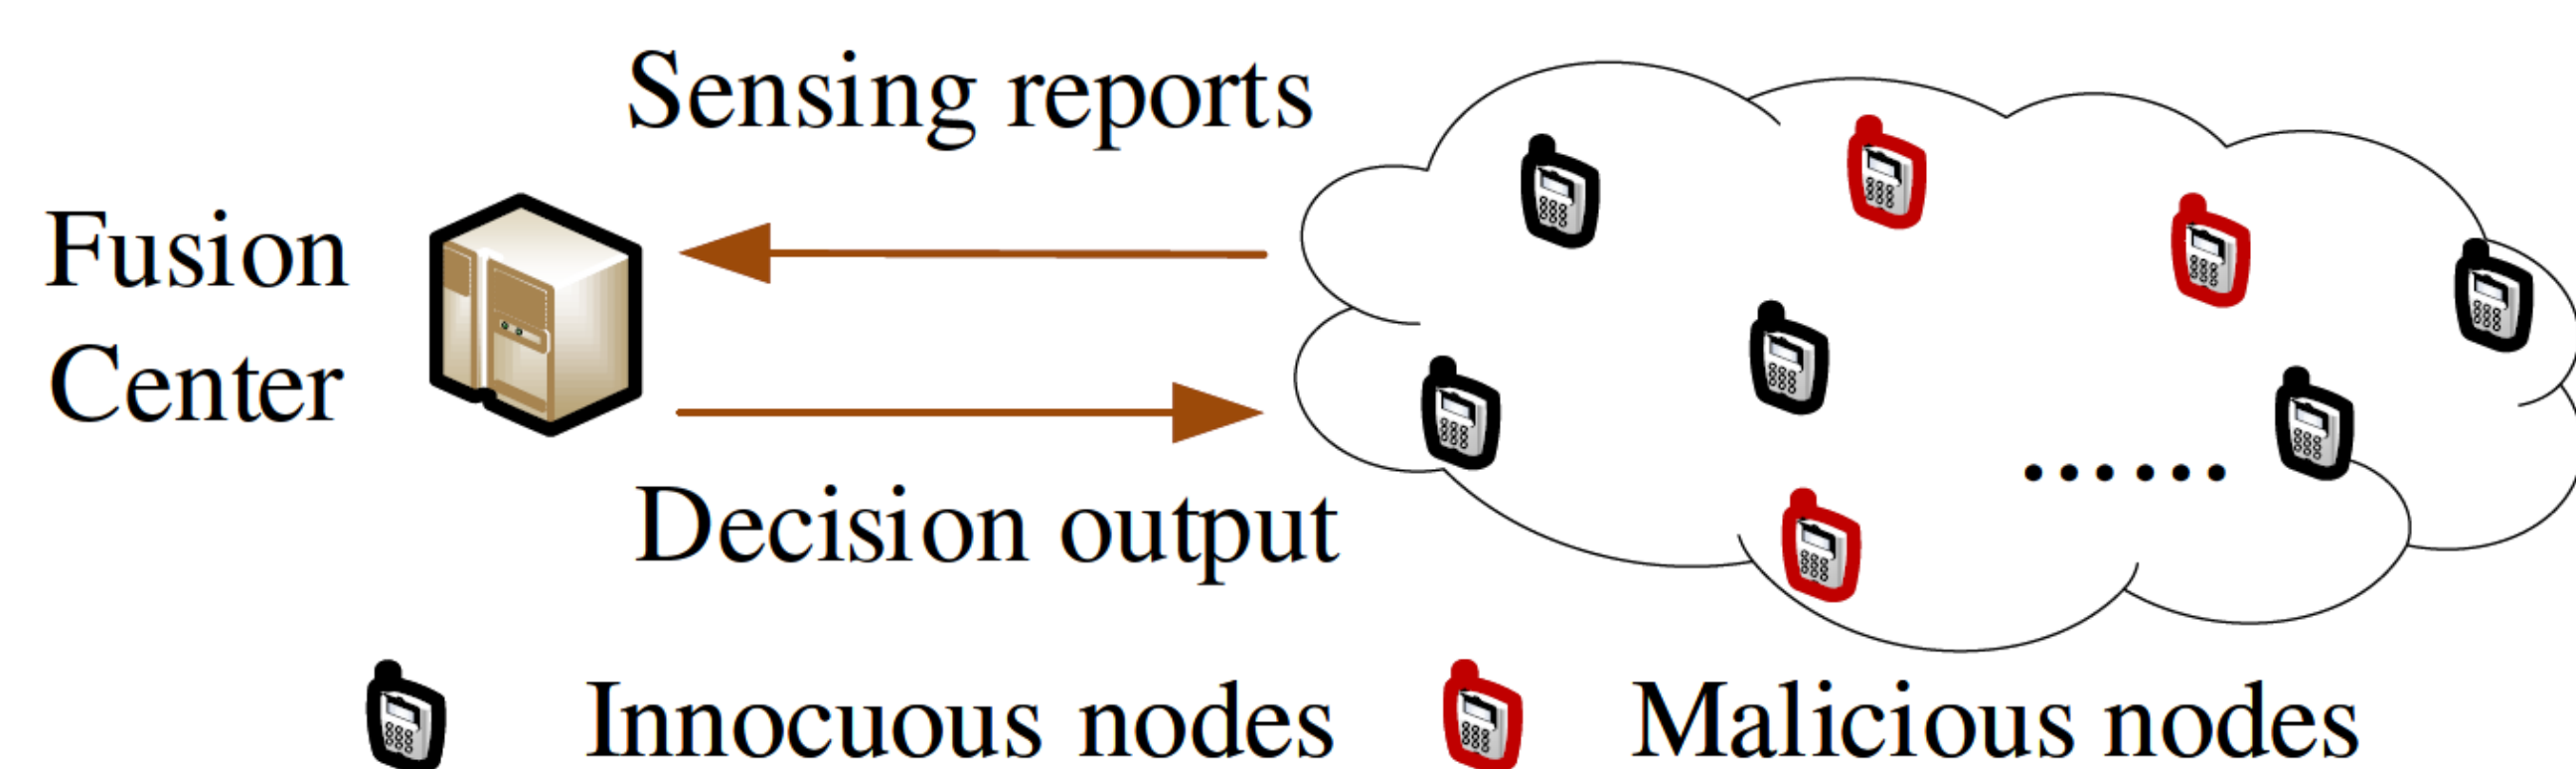 Sensing reports
Fusion
Center
Decision output
......
Innocuous nodes
Malicious nodes